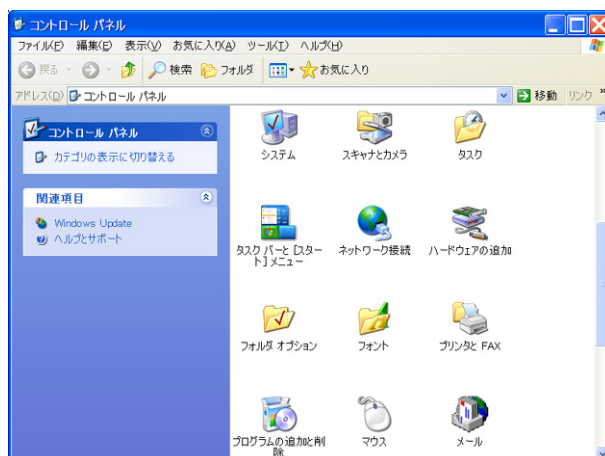 コントロール パネル
ファイル(F) 編集(E) 表示(V) お気に入り(A) ツール(T) ヘルプ(H)
戻る 検索 フォルダ お気に入り
アドレス(D) コントロール パネル 移動 リンク »
コントロール パネル
カテゴリの表示に切り替える
関連項目
Windows Update
ヘルプとサポート
システム スキャナとカメラ タスク
タスク バーと [スター
ト] メニュー
ネットワーク接続 ハードウェアの追加
フォルダ オプション フォント プリンタと FAX
プログラムの追加と削
除
マウス メール